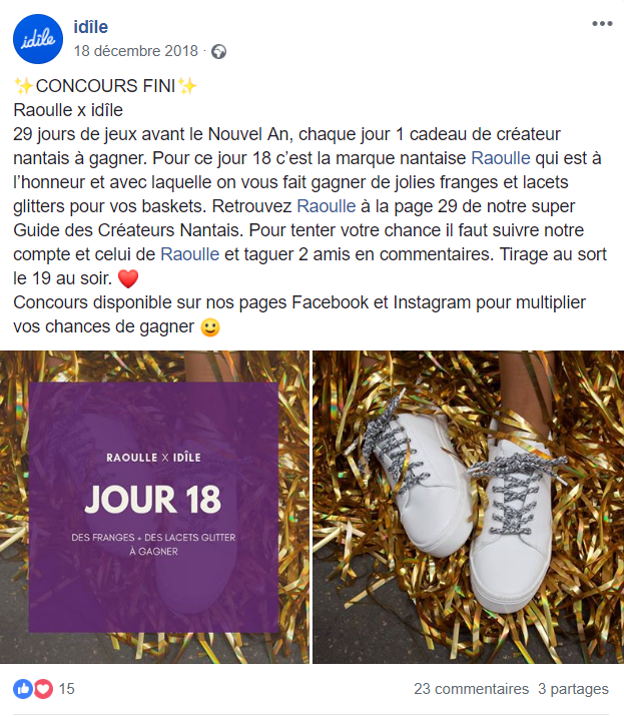 idîle
idîle
18 décembre 2018 ·
✨CONCOURS FINI✨
Raoulle x idîle
29 jours de jeux avant le Nouvel An, chaque jour 1 cadeau de créateur
nantais à gagner. Pour ce jour 18 c’est la marque nantaise Raoulle qui est à
l’honneur et avec laquelle on vous fait gagner de jolies franges et lacets
glitters pour vos baskets. Retrouvez Raoulle à la page 29 de notre super
Guide des Créateurs Nantais. Pour tenter votre chance il faut suivre notre
compte et celui de Raoulle et taguer 2 amis en commentaires. Tirage au sort
le 19 au soir. ❤️
Concours disponible sur nos pages Facebook et Instagram pour multiplier
vos chances de gagner 🙂
RAOULLE X IDÎLE
JOUR 18
DES FRANGES + DES LACETS GLITTER
À GAGNER
15
23 commentaires 3 partages